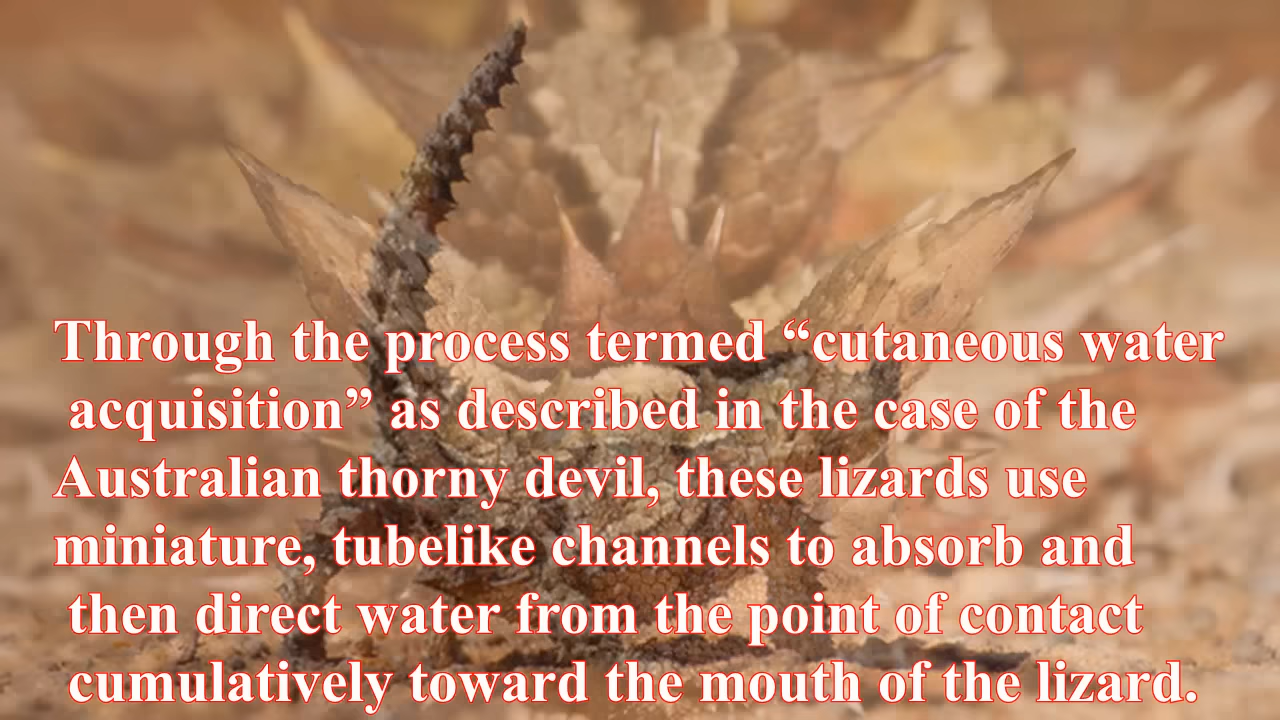 Through the process termed “cutaneous water
acquisition” as described in the case of the
Australian thorny devil, these lizards use
miniature, tubelike channels to absorb and
then direct water from the point of contact
cumulatively toward the mouth of the lizard.